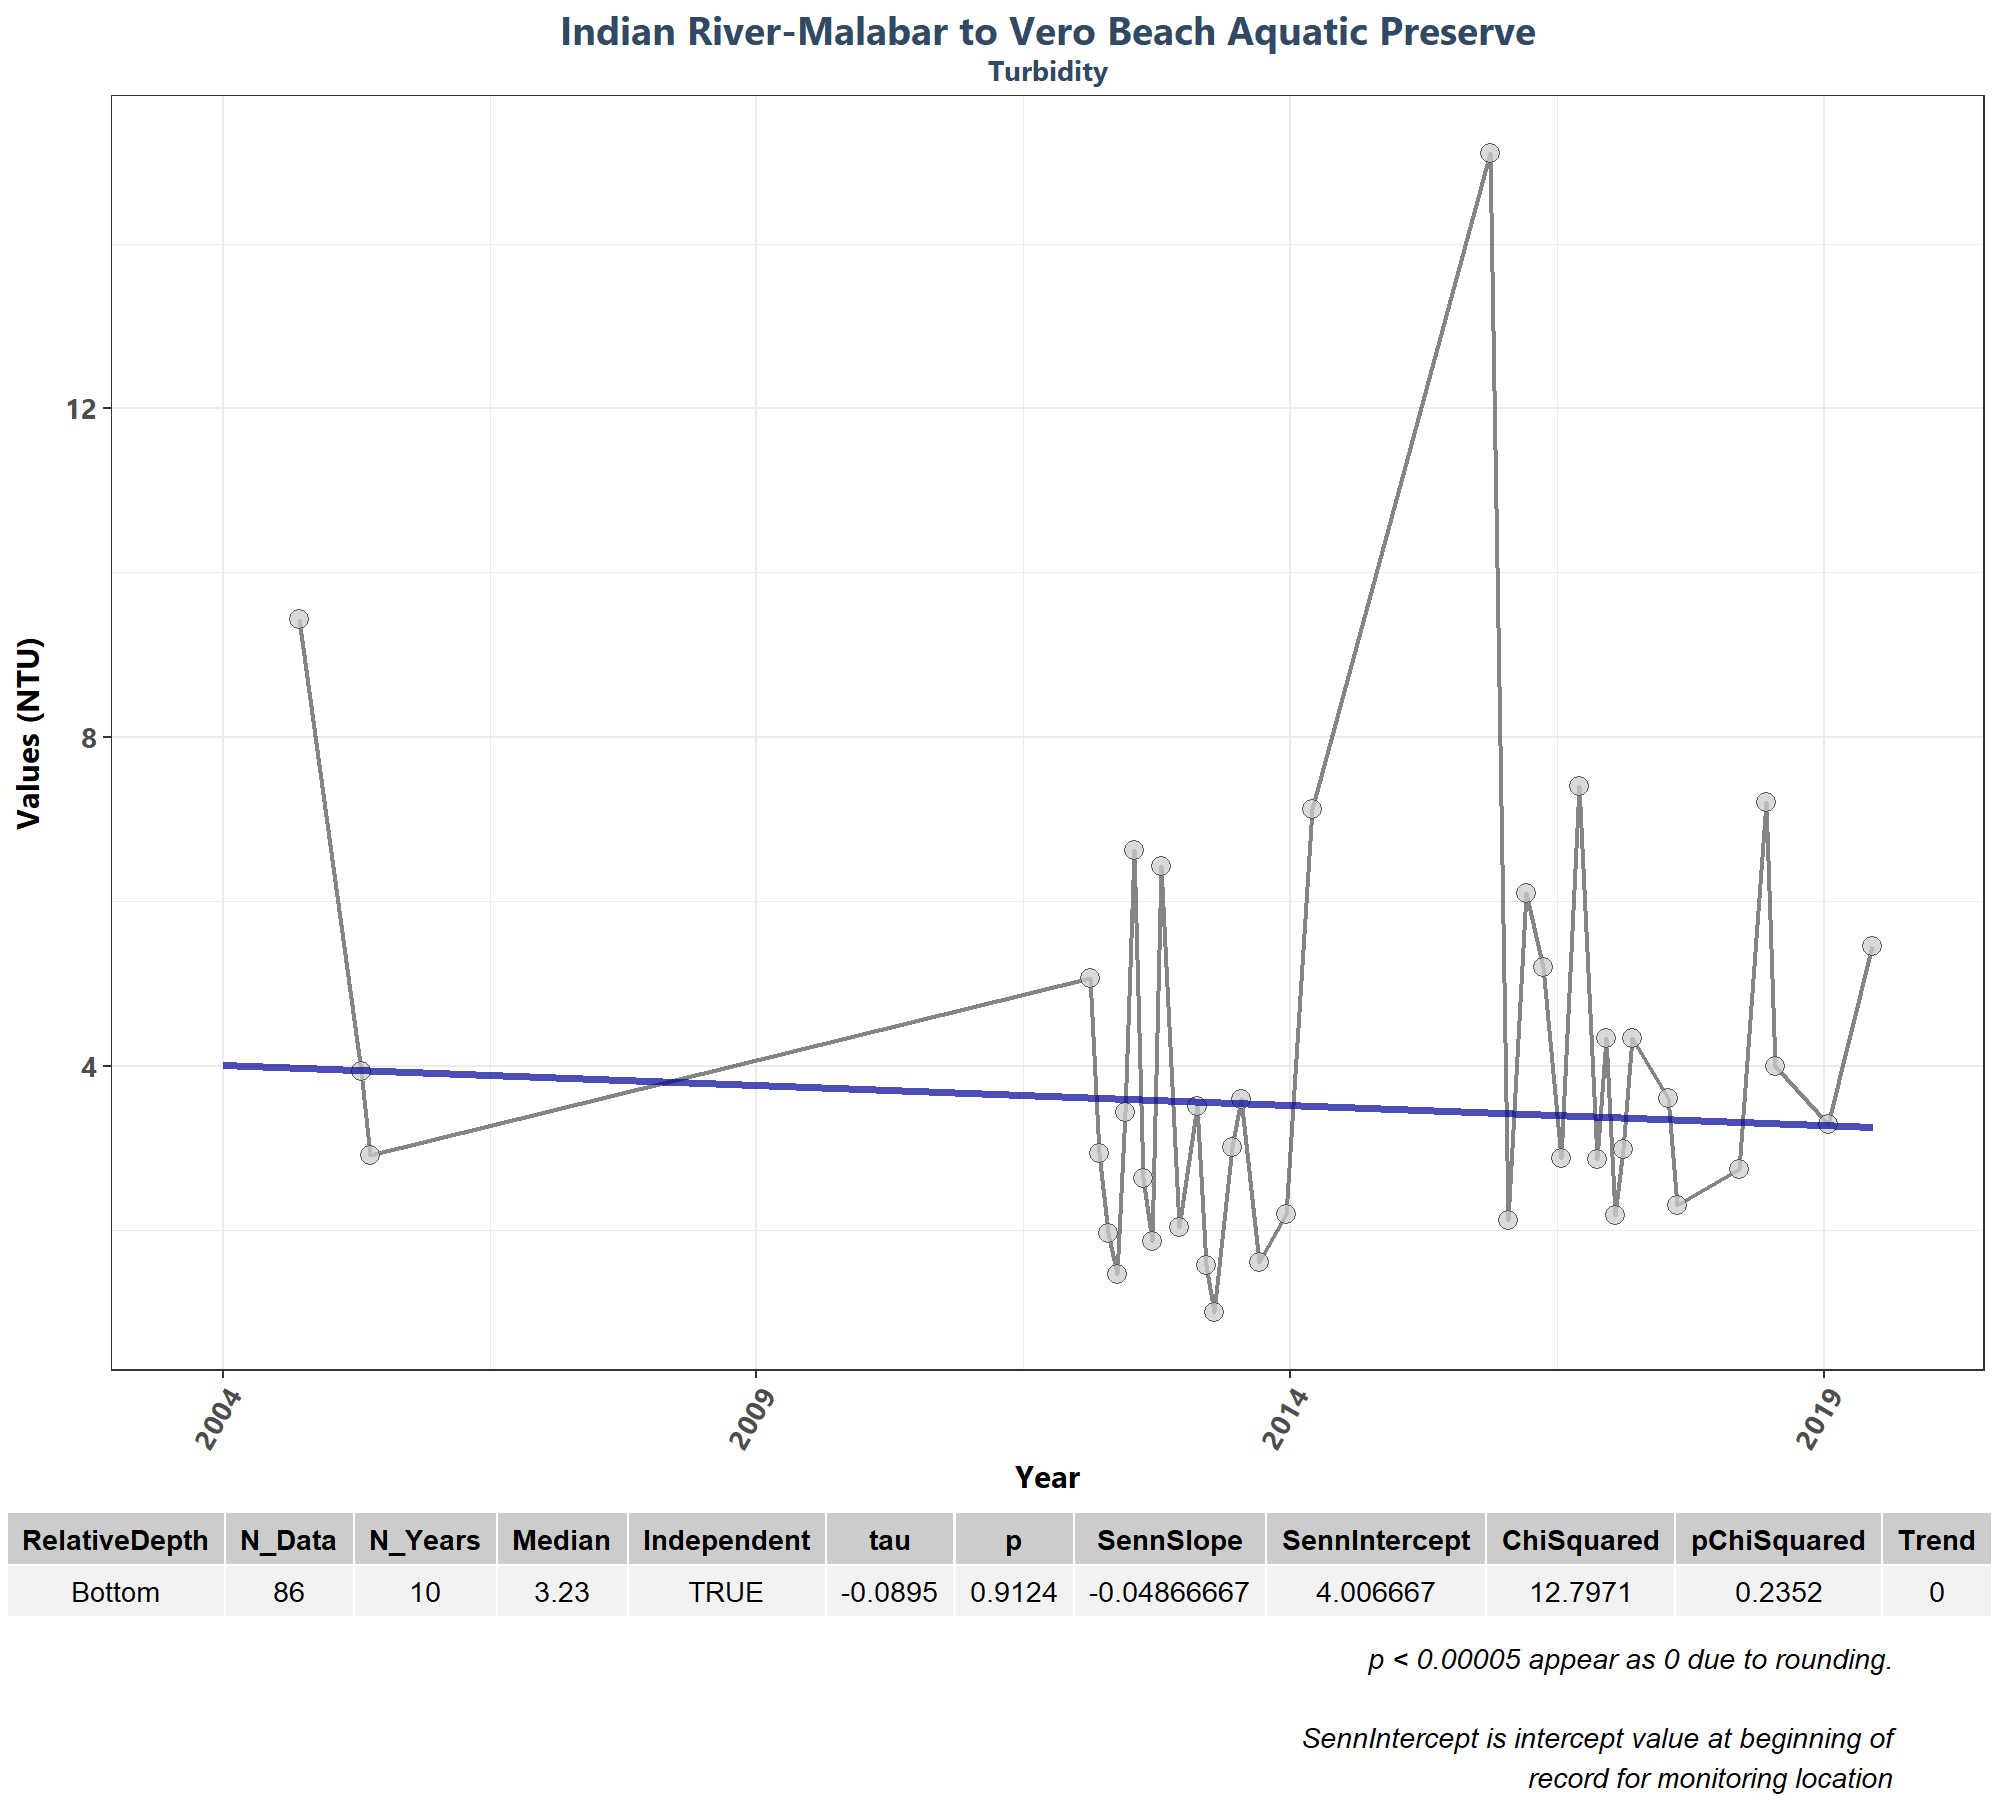 Indian River-Malabar to Vero Beach Aquatic Preserve
Turbidity
Values (NTU)
12
8
4
2004
2009
2014
2019
Year
RelativeDepth N_Data N_Years Median Independent tau p SennSlope SennIntercept ChiSquared pChiSquared Trend
Bottom 86 10 3.23 TRUE -0.0895 0.9124 -0.04866667 4.006667 12.7971 0.2352 0
p < 0.00005 appear as 0 due to rounding.
SennIntercept is intercept value at beginning of
record for monitoring location